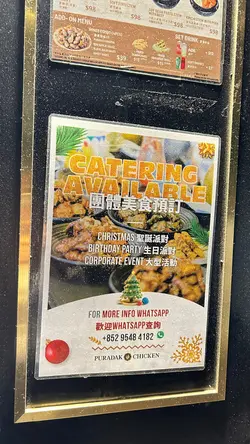 ADD-ON MENU
SET DRINK
CATERING
AVAILABLE
團體美食預訂
CHRISTMAS 聖誕派對
BIRTHDAY PARTY 生日派對
CORPORATE EVENT 大型活動
FOR MORE INFO WHATSAPP
歡迎WHATSAPP查詢
+852 9548 4182
PURADAK CHICKEN